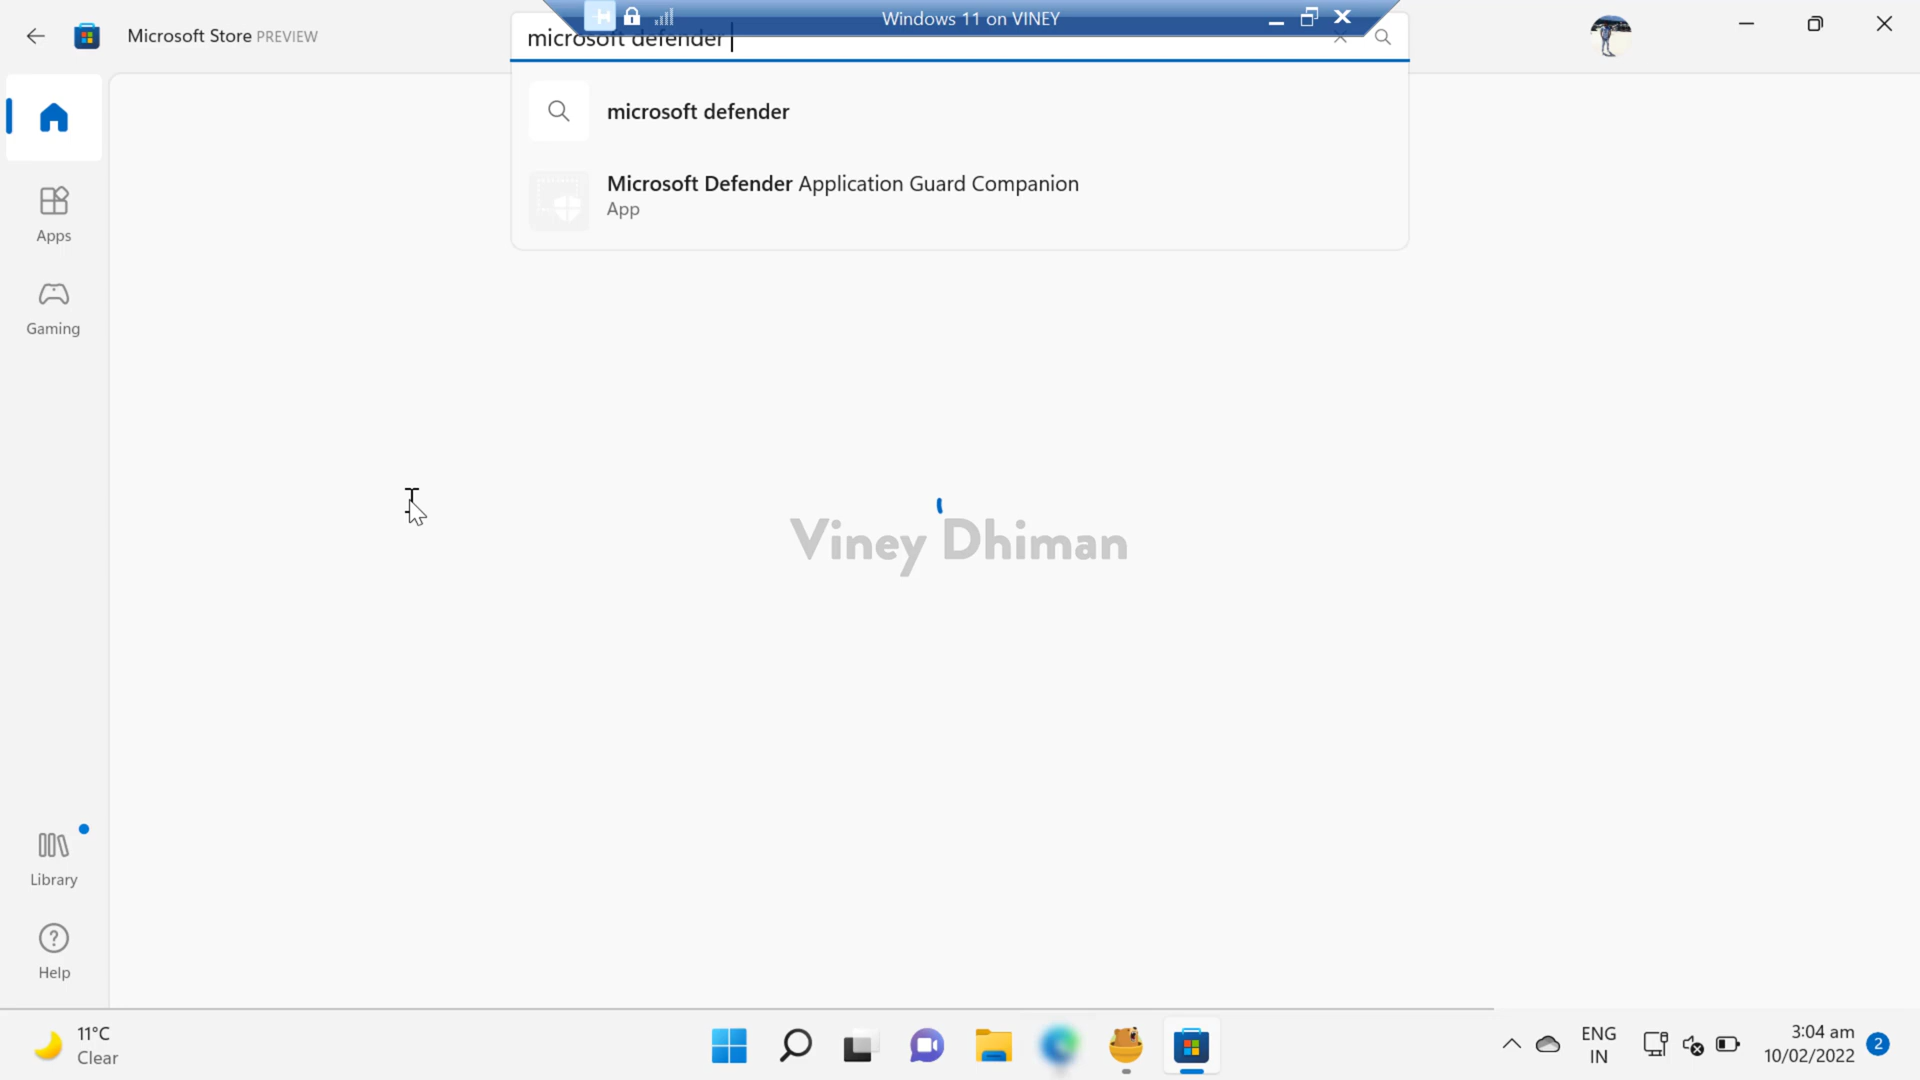 Windows 11 on VINEY
Microsoft Store PREVIEW
microsoft defender
microsoft defender
Microsoft Defender Application Guard Companion
App
Apps
Gaming
Viney Dhiman
Library
Help
11°C
Clear
ENG
IN
3:04 am
10/02/2022
2